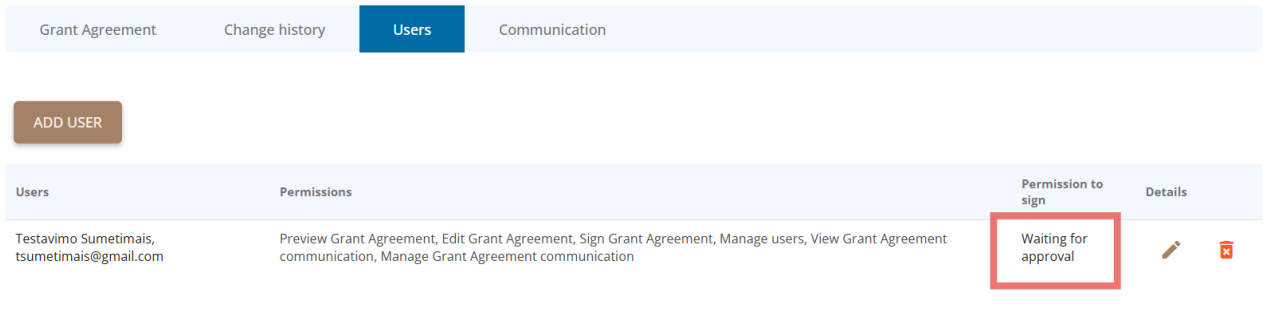 Grant Agreement Change history Users Communication
ADD USER
Users Permissions Permission to sign Details
Testavimo Sumetimais,
tsumetimais@gmail.com
Preview Grant Agreement, Edit Grant Agreement, Sign Grant Agreement, Manage users, View Grant Agreement
communication, Manage Grant Agreement communication
Waiting for
approval